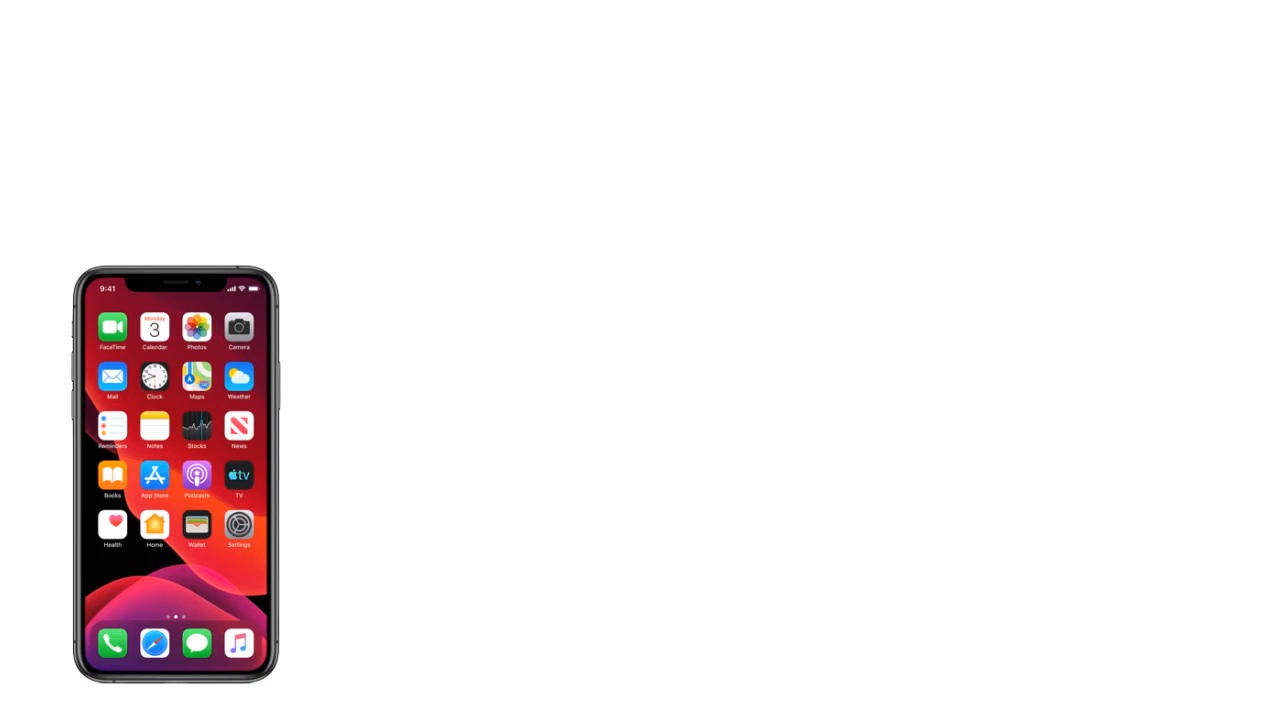 9:41
Monday
3
FaceTime Calendar Photos Camera
Mail Clock Maps Weather
Reminders Notes Stocks News
tv
Books App Store Podcasts TV
Health Home Wallet Settings